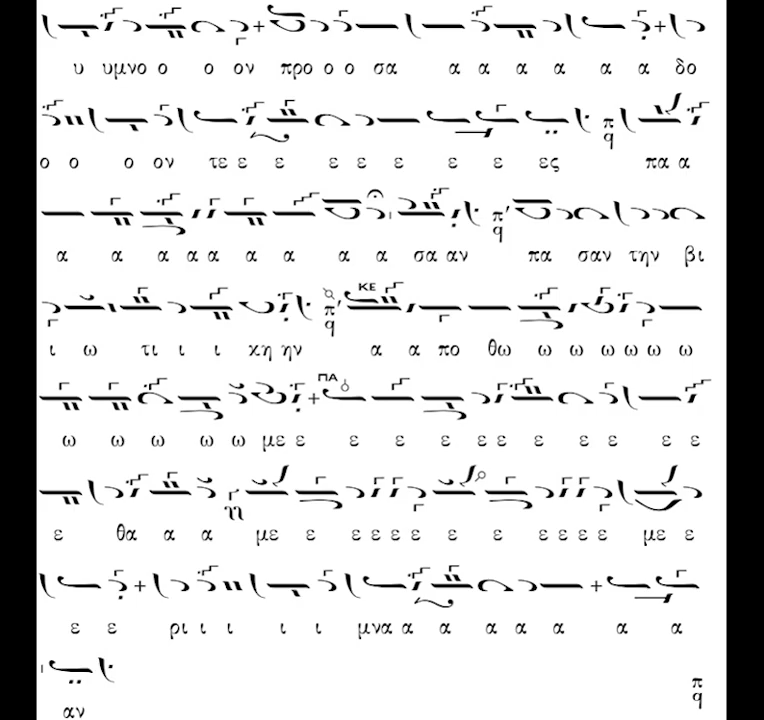 υ υμνο ο ο ον προ ο ο σα α α α α α α δο
ο ο ο ον τε ε ε ε ε ε ε ε ες π q πα α
α α α α α α α α α σα αν π q πα σαν την βι
ΚΕ
ι ω τι ι ι κη ην π q α α πο θω ω ω ω ω ω ω
ΠΑ
ω ω ω ω ω με ε ε ε ε ε ε ε ε ε ε ε
ε θα α α με ε ε ε ε ε ε ε ε ε ε ε ε με ε
ε ε ρι ι ι ι ι μνα α α α α α α α
αν π q